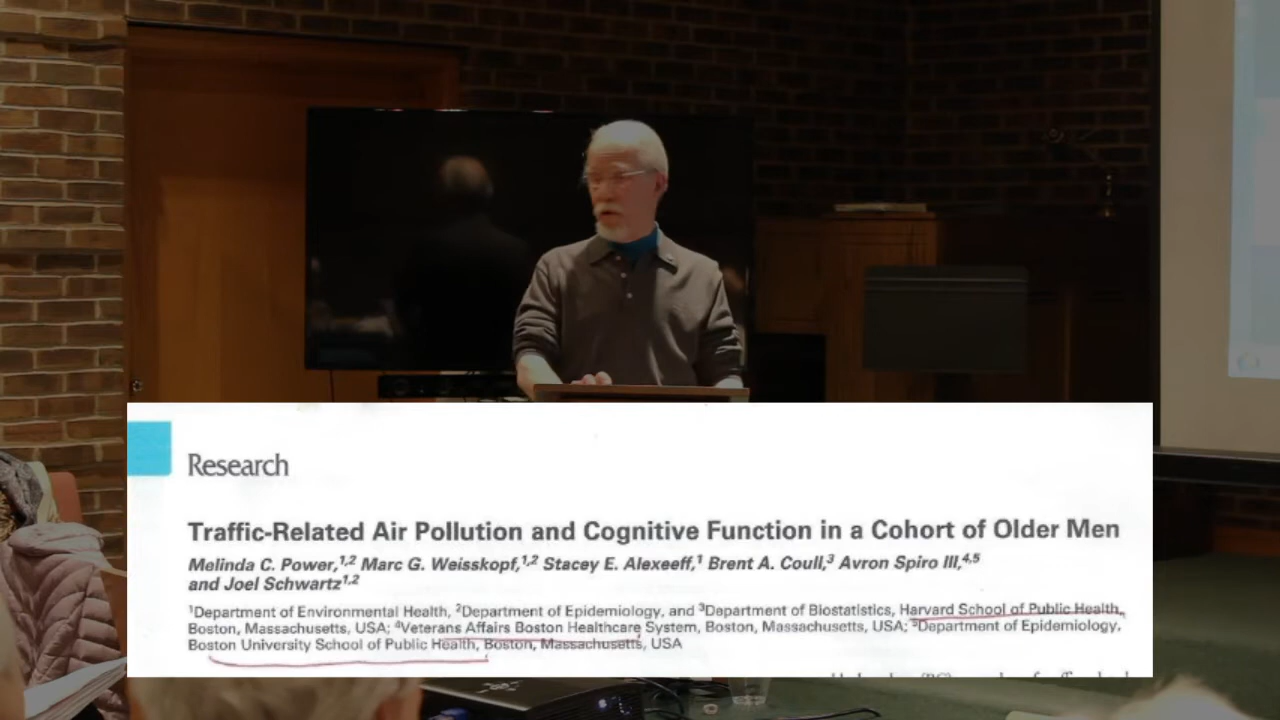 Research
Traffic-Related Air Pollution and Cognitive Function in a Cohort of Older Men
Melinda C. Power,1,2 Marc G. Weisskopf,1,2 Stacey E. Alexeeff,1 Brent A. Coull,3 Avron Spiro III,4,5
and Joel Schwartz1,2
1Department of Environmental Health, 2Department of Epidemiology, and 3Department of Biostatistics, Harvard School of Public Health,
Boston, Massachusetts, USA; 4Veterans Affairs Boston Healthcare System, Boston, Massachusetts, USA; 5Department of Epidemiology,
Boston University School of Public Health, Boston, Massachusetts, USA